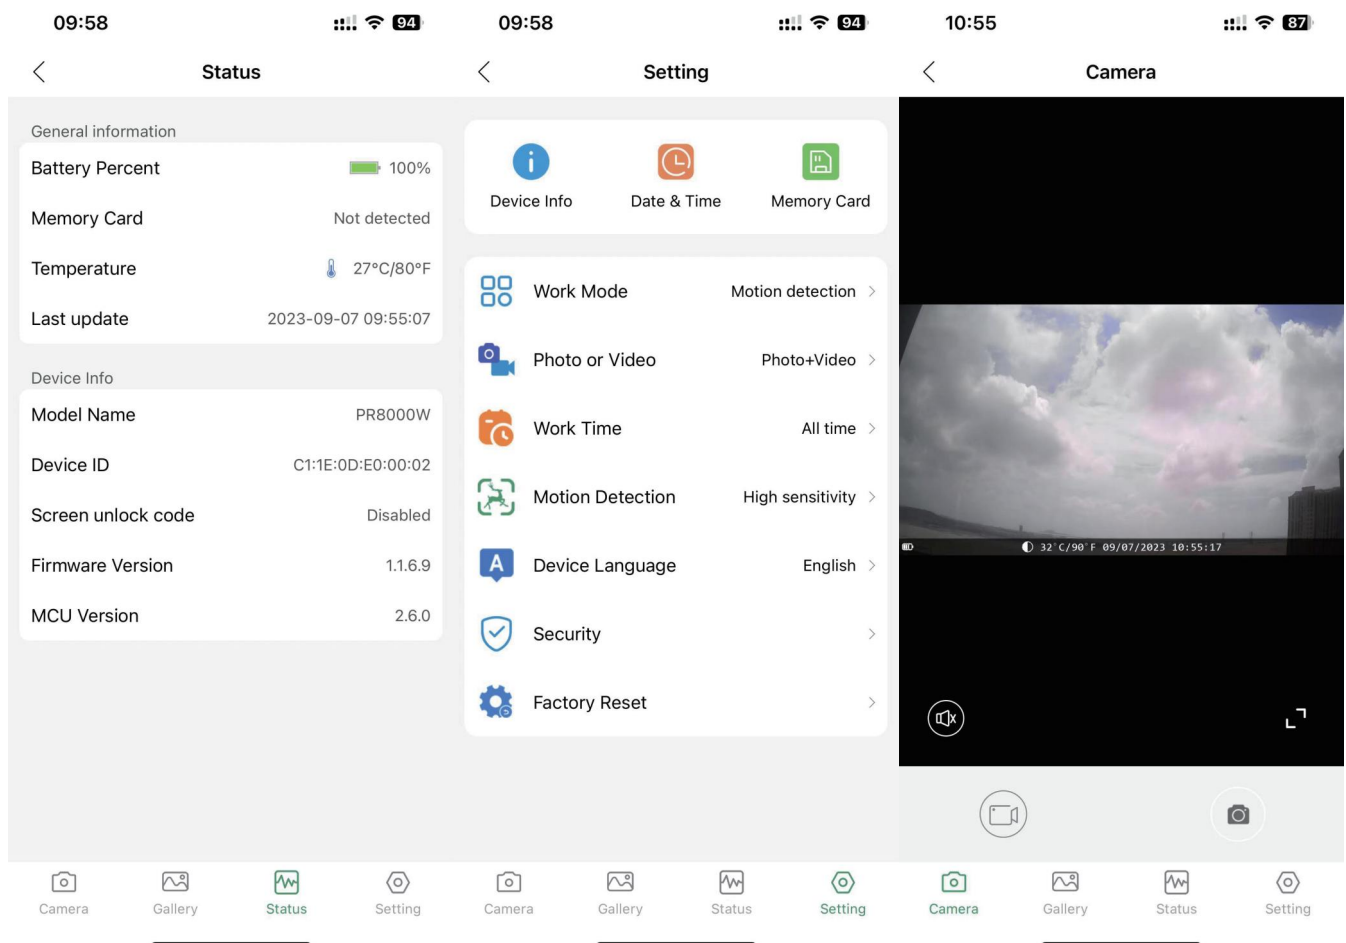 09:58
94
Status
General information
Battery Percent 100%
Memory Card Not detected
Temperature 27°C/80°F
Last update 2023-09-07 09:55:07
Device Info
Model Name PR8000W
Device ID C1:1E:0D:E0:00:02
Screen unlock code Disabled
Firmware Version 1.1.6.9
MCU Version 2.6.0
Camera Gallery Status Setting
09:58
94
Setting
Device Info Date & Time Memory Card
Work Mode Motion detection
Photo or Video Photo+Video
Work Time All time
Motion Detection High sensitivity
A Device Language English
Security
Factory Reset
Camera Gallery Status Setting
10:55
87
Camera
32°C/90°F 09/07/2023 10:55:17
Camera Gallery Status Setting